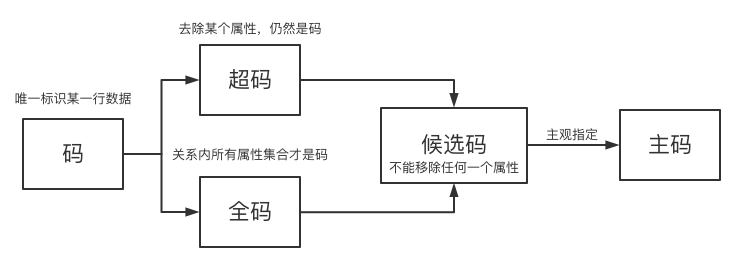 去除某个属性，仍然是码
超码
唯一标识某一行数据
码
关系内所有属性集合才是码
全码
候选码
不能移除任何一个属性
主观指定
主码